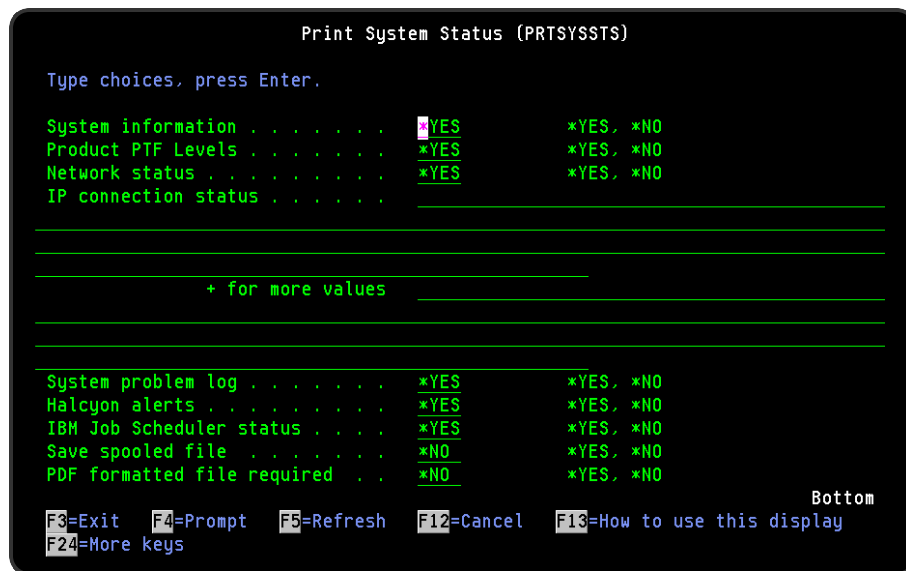 Print System Status (PRTSYSSTS)
Type choices, press Enter.
System information . . . . . . . *YES *YES, *NO
Product PTF Levels . . . . . . . *YES *YES, *NO
Network status . . . . . . . . . *YES *YES, *NO
IP connection status . . . . . .
+ for more values
System problem log . . . . . . . *YES *YES, *NO
Halcyon alerts . . . . . . . . . *YES *YES, *NO
IBM Job Scheduler status . . . . *YES *YES, *NO
Save spooled file . . . . . . . *NO *YES, *NO
PDF formatted file required . . *NO *YES, *NO
Bottom
F3=Exit F4=Prompt F5=Refresh F12=Cancel F13=How to use this display
F24=More keys